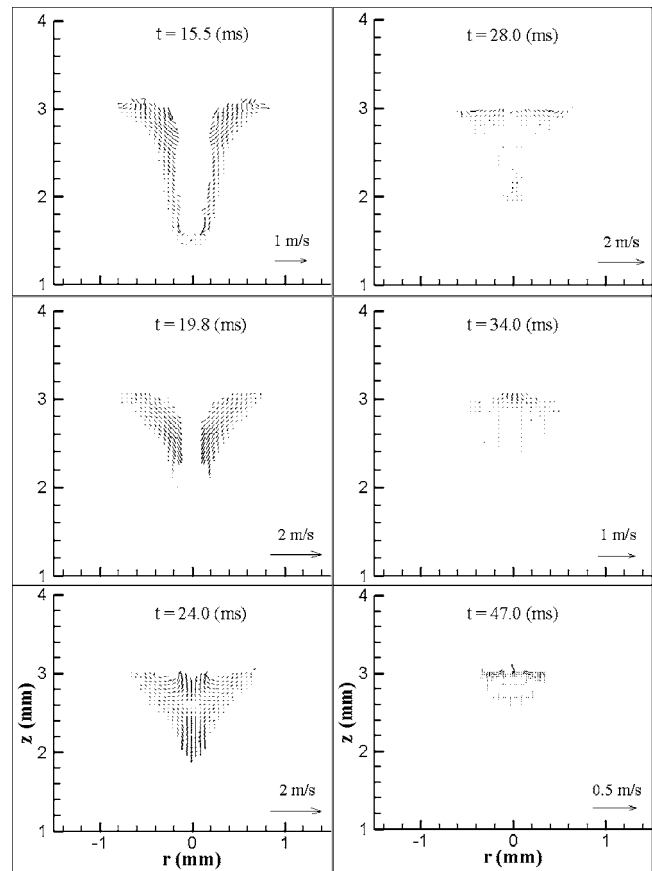 4
t = 15.5 (ms)
3
2
1 m/s
1
4
t = 28.0 (ms)
3
2
2 m/s
1
4
t = 19.8 (ms)
3
2
2 m/s
1
4
t = 34.0 (ms)
3
2
1 m/s
1
4
t = 24.0 (ms)
3
z (mm)
2
2 m/s
1
-1 0 1
r (mm)
4
t = 47.0 (ms)
3
z (mm)
2
0.5 m/s
1
-1 0 1
r (mm)